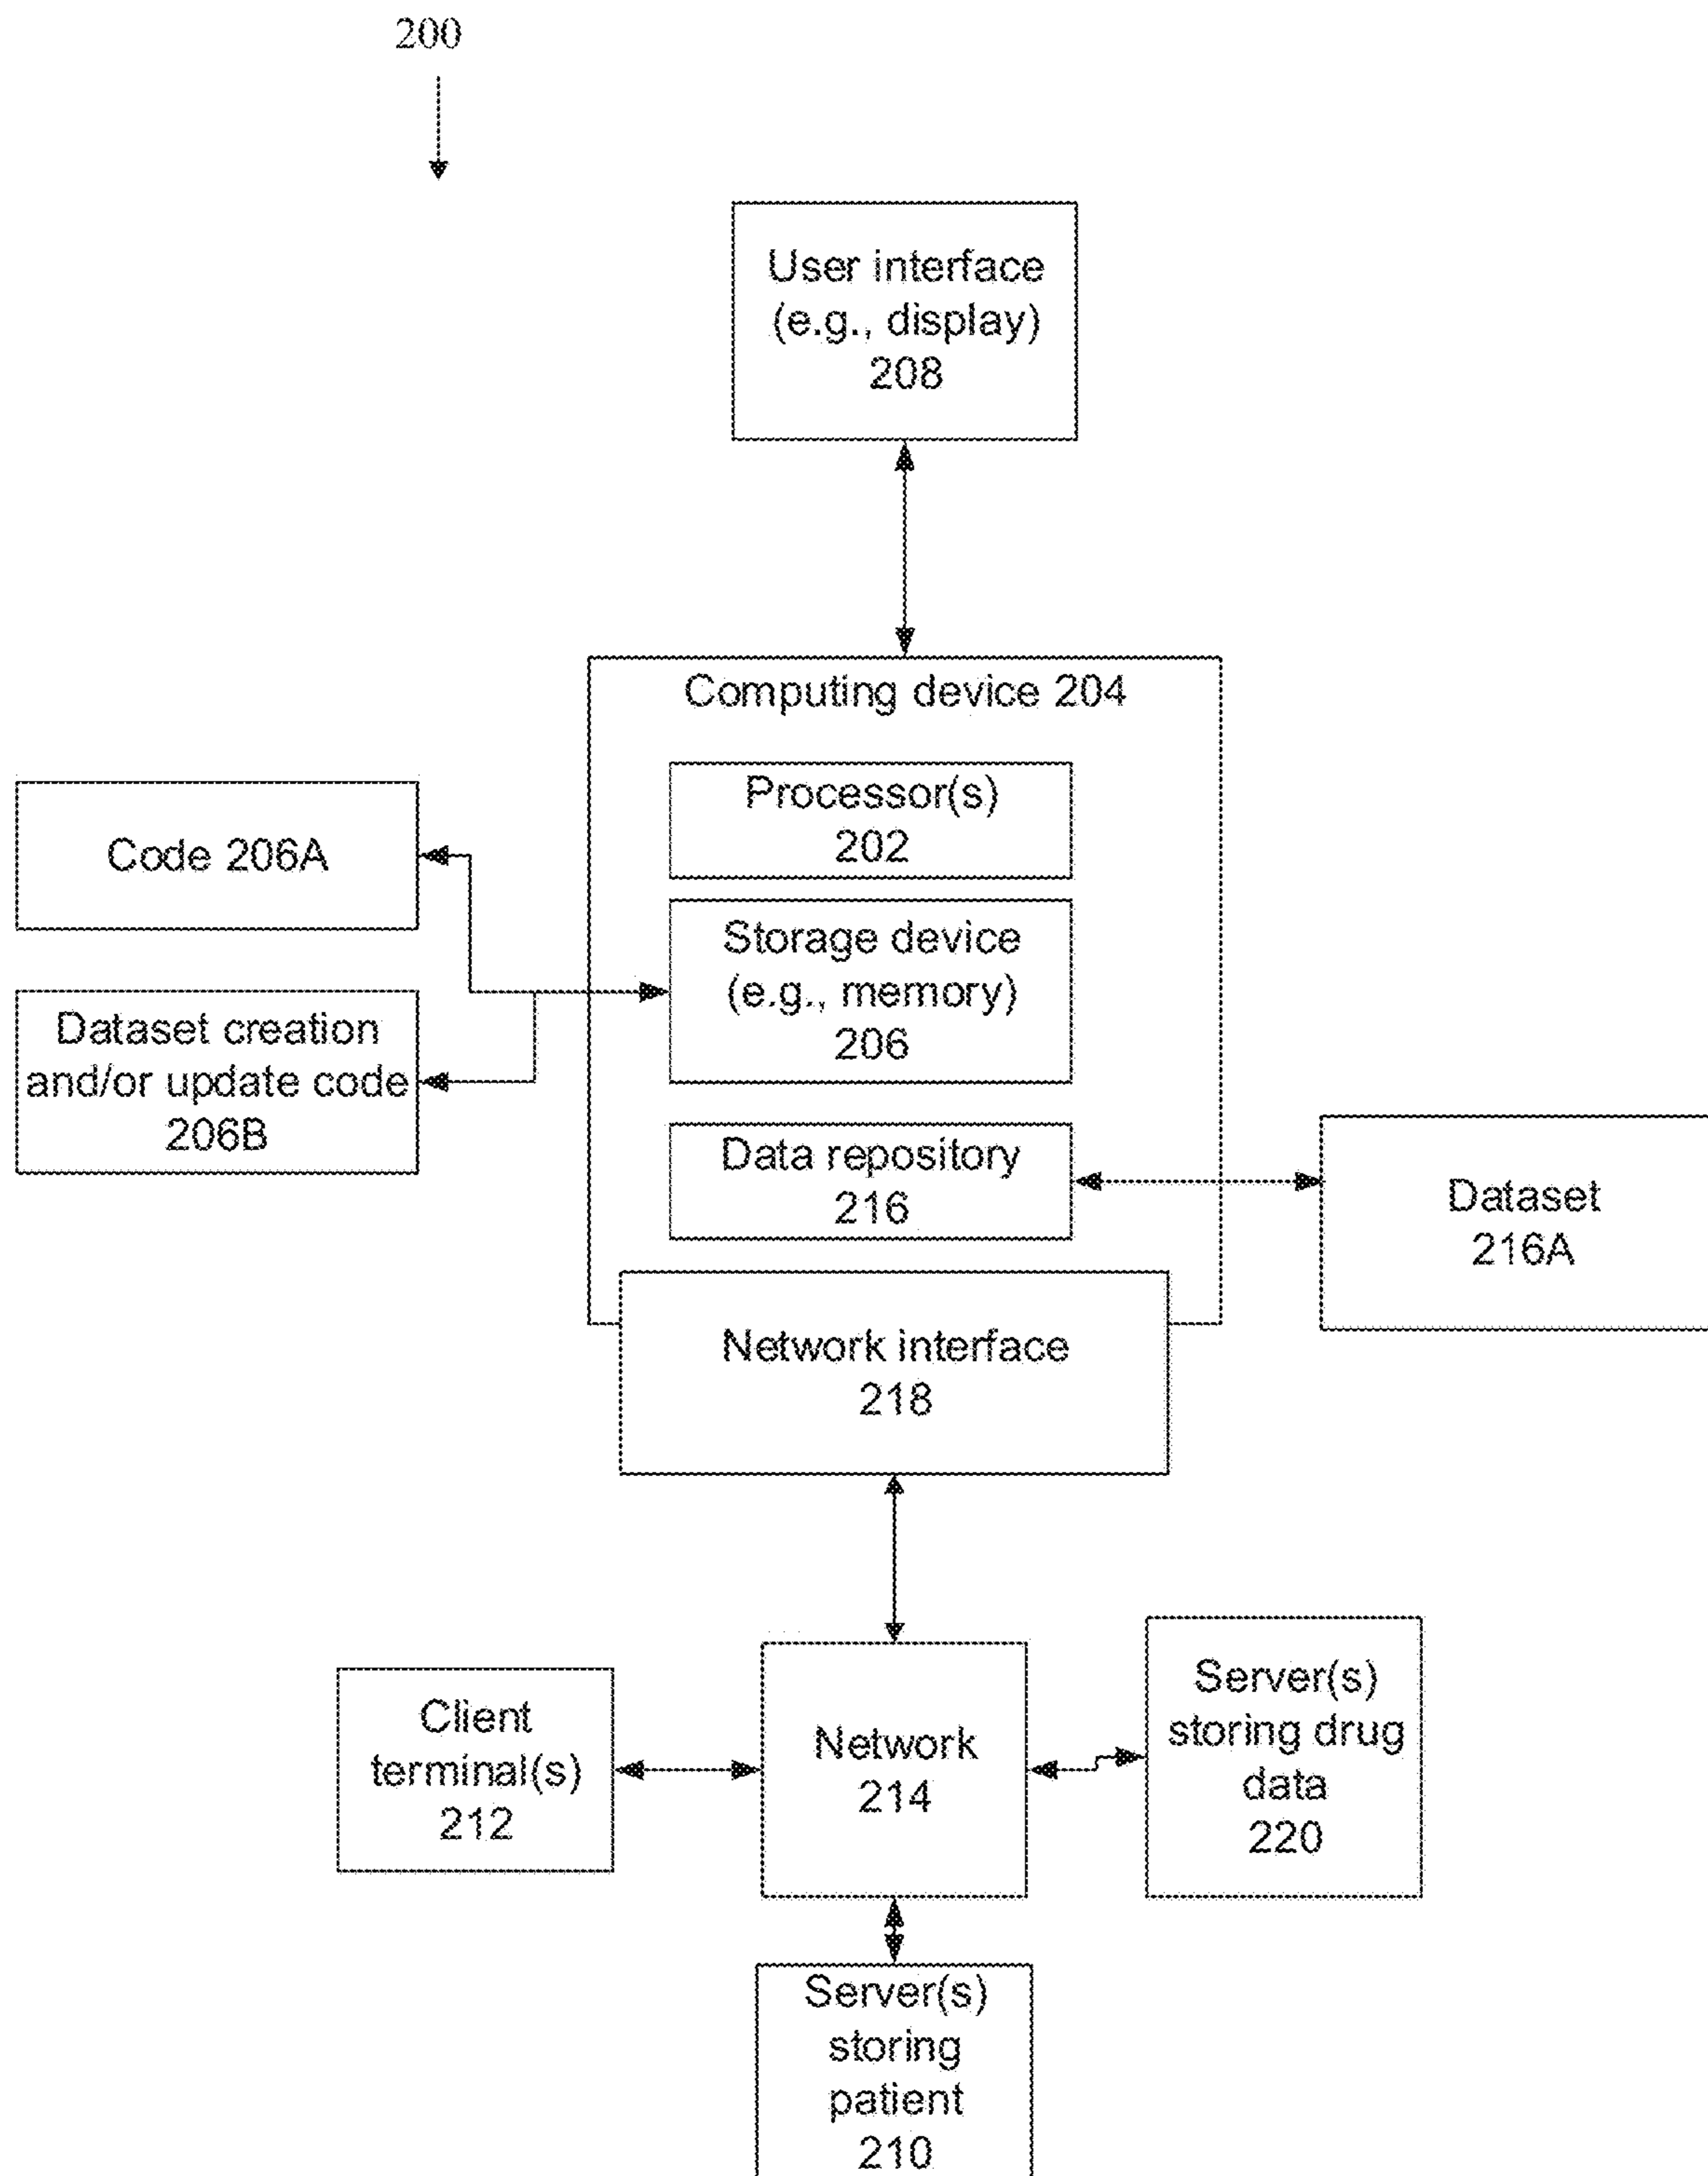 200
User interface
(e.g., display)
208
Computing device 204
Processor(s)
202
Code 206A
Storage device
(e.g., memory)
206
Dataset creation
and/or update code
206B
Data repository
216
Dataset
216A
Network interface
218
Client
terminal(s)
212
Network
214
Server(s)
storing drug
data
220
Server(s)
storing
patient
210